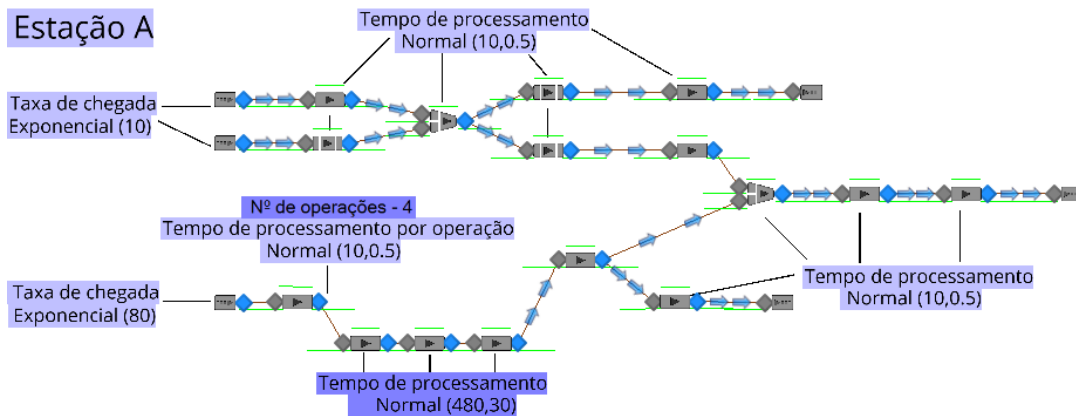 Estação A
Tempo de processamento
Normal (10,0.5)
Taxa de chegada
Exponencial (10)
Nº de operações - 4
Tempo de processamento por operação
Normal (10,0.5)
Taxa de chegada
Exponencial (80)
Tempo de processamento
Normal (10,0.5)
Tempo de processamento
Normal (480,30)